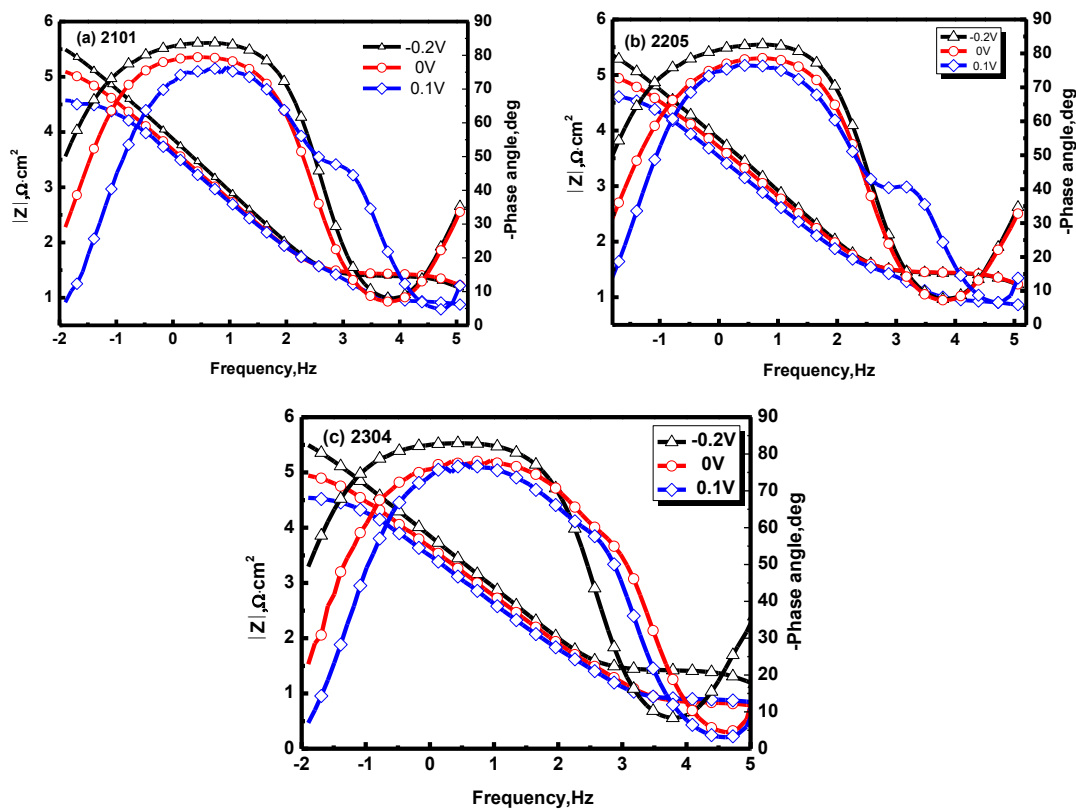 (a) 2101
-0.2V
0V
0.1V
|Z|,Ω·cm²
6
5
4
3
2
1
-Phase angle,deg
90
80
70
60
50
40
30
20
10
0
-2 -1 0 1 2 3 4 5
Frequency,Hz
(b) 2205
-0.2V
0V
0.1V
|Z|,Ω·cm²
6
5
4
3
2
1
-Phase angle,deg
90
80
70
60
50
40
30
20
10
0
-1 0 1 2 3 4 5
Frequency,Hz
(c) 2304
-0.2V
0V
0.1V
|Z|,Ω·cm²
6
5
4
3
2
1
0
-Phase angle,deg
90
80
70
60
50
40
30
20
10
0
-2 -1 0 1 2 3 4 5
Frequency,Hz